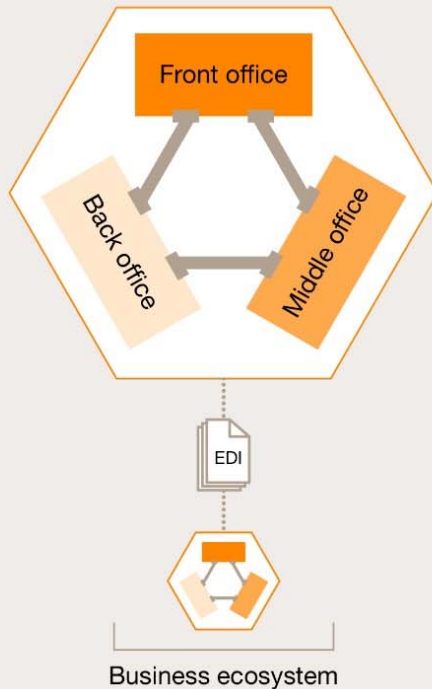 Front office
Back office
Middle office
EDI
Business ecosystem